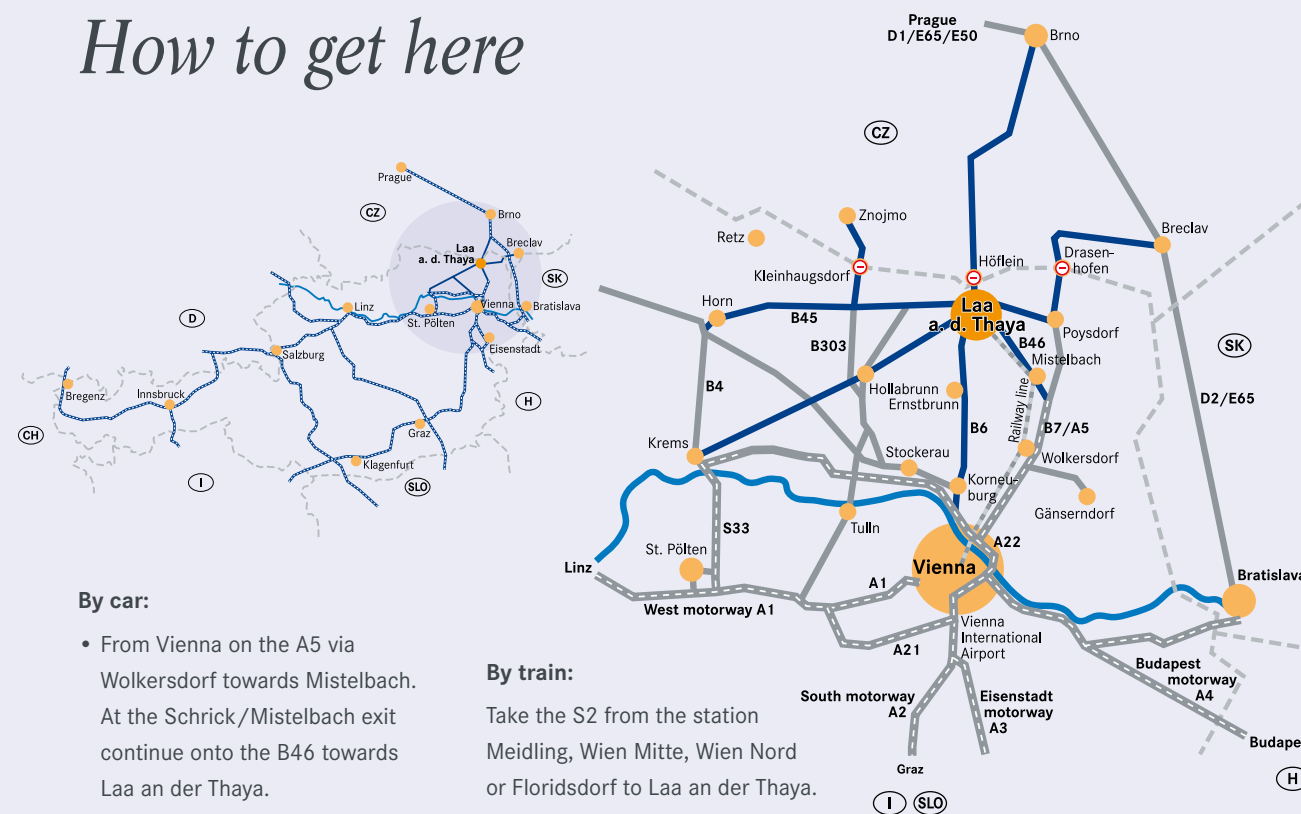 How to get here
Prague
CZ
Brno
Laa
a. d. Thaya
Breclav
SK
D
Linz
St. Pölten
Vienna
Bratislava
Salzburg
Eisenstadt
Bregenz
Innsbruck
H
CH
Graz
Klagenfurt
I
SLO
Prague
D1/E65/E50
Brno
CZ
Znojmo
Retz
Breclav
Kleinhaugsdorf
Höflein
Drasen-
hofen
Horn
B45
Laa
a. d. Thaya
Poysdorf
B303
B46
Mistelbach
SK
B4
Hollabrunn
Ernstbrunn
Railway line
D2/E65
B6
B7/A5
Krems
Stockerau
Wolkersdorf
Korneu-
burg
Gänserndorf
S33
Tulln
A22
St. Pölten
Linz
Vienna
Bratislava
A1
West motorway A1
Vienna
International
Airport
A21
Budapest
motorway
A4
South motorway
A2
Eisenstadt
motorway
A3
Graz
Budape
H
I
SLO
By car:
• From Vienna on the A5 via
Wolkersdorf towards Mistelbach.
At the Schrick/Mistelbach exit
continue onto the B46 towards
Laa an der Thaya.
By train:
Take the S2 from the station
Meidling, Wien Mitte, Wien Nord
or Floridsdorf to Laa an der Thaya.